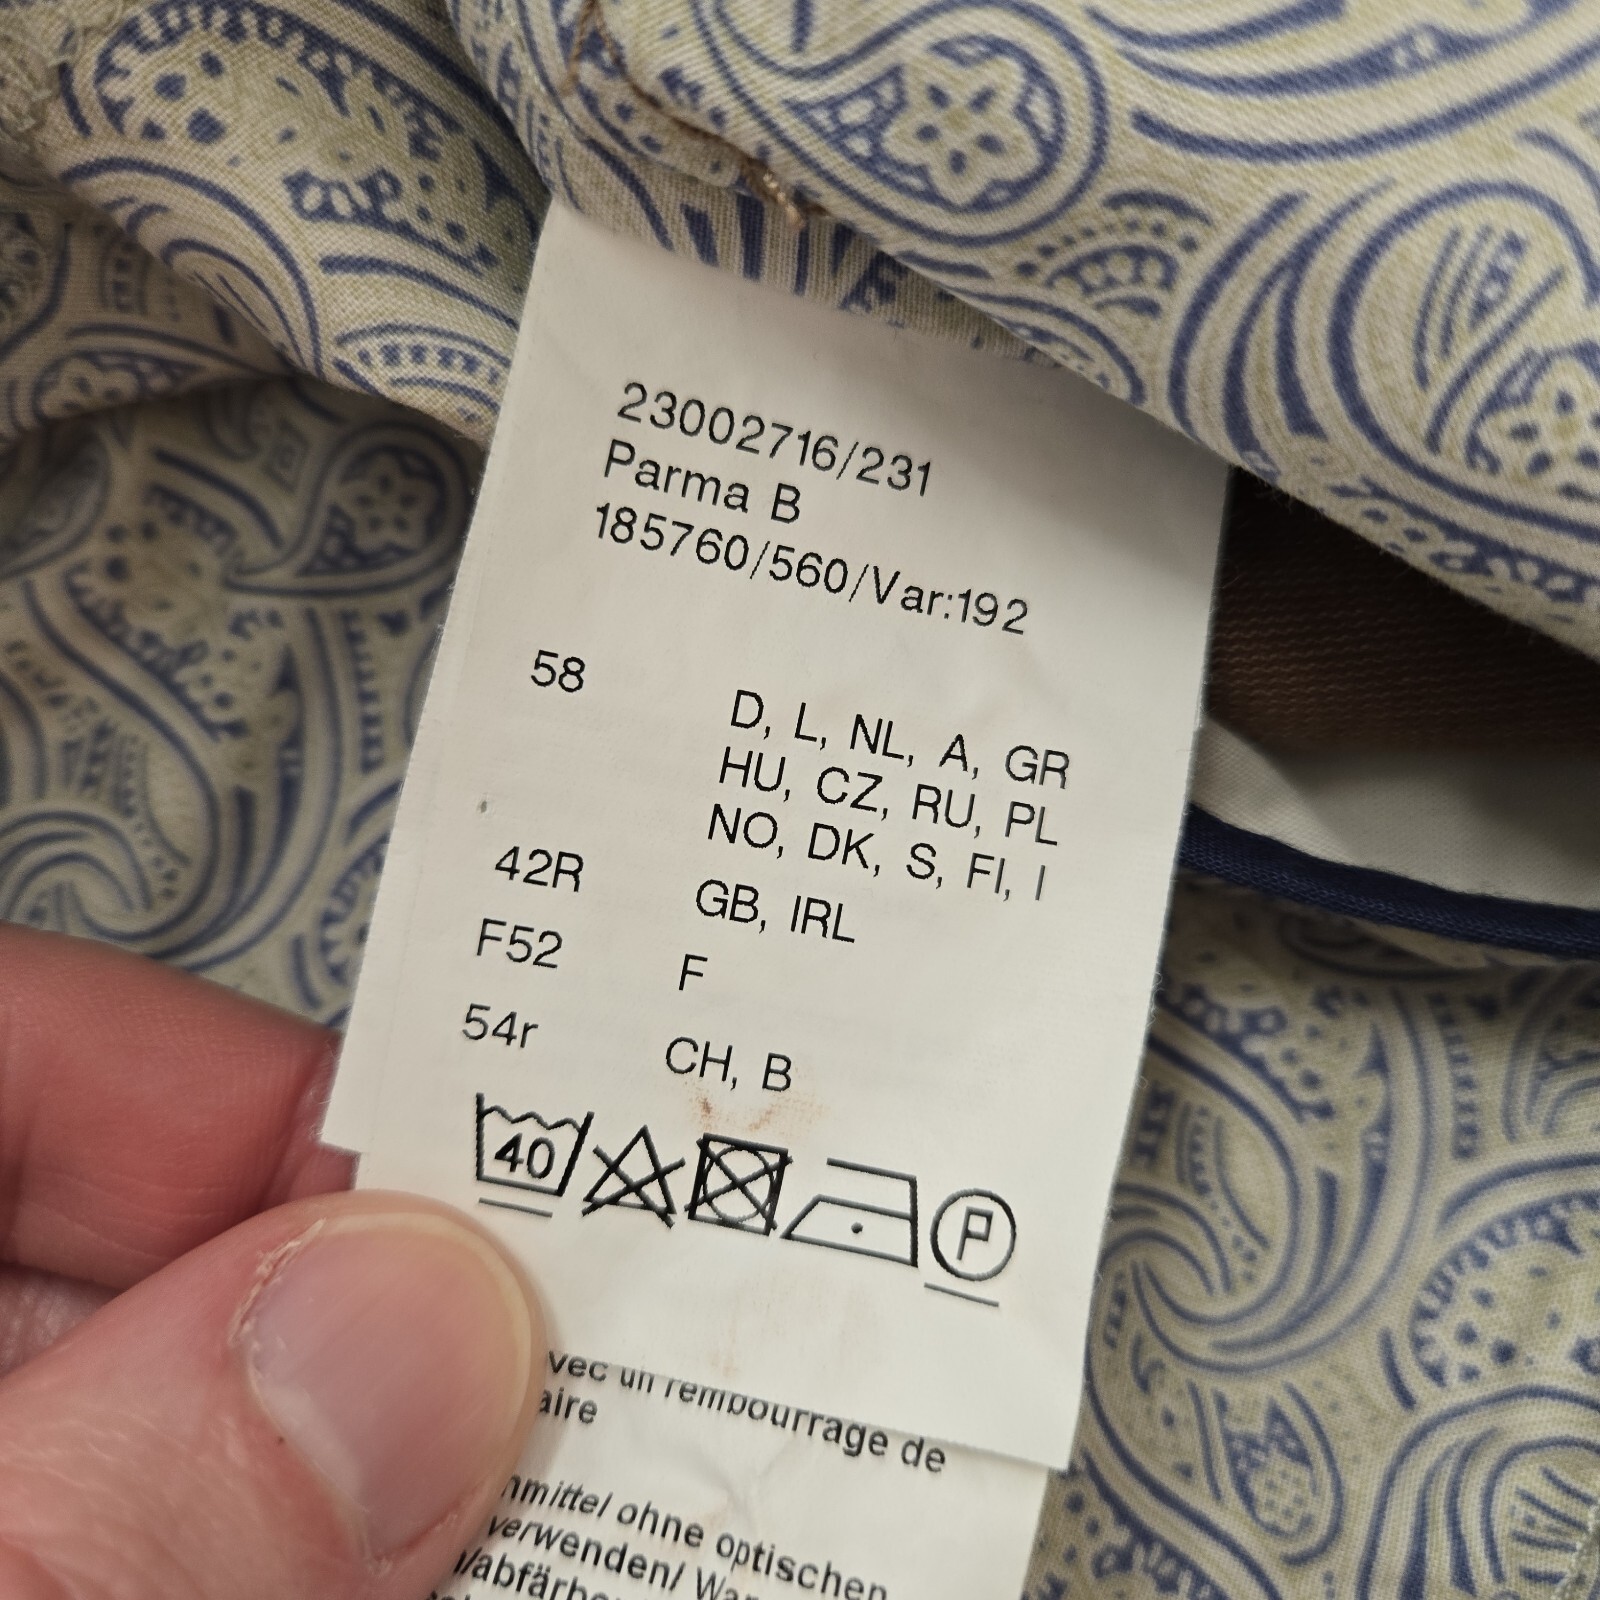 23002716/231
Parma B
185760/560/Var:192
58 D, L, NL, A, GR
HU, CZ, RU, PL
NO, DK, S, FI, I
42R GB, IRL
F52 F
54r CH, B
40 P
vec un rembourrage de
aire
nmittel ohne optischen
verwenden/
/abfärbe